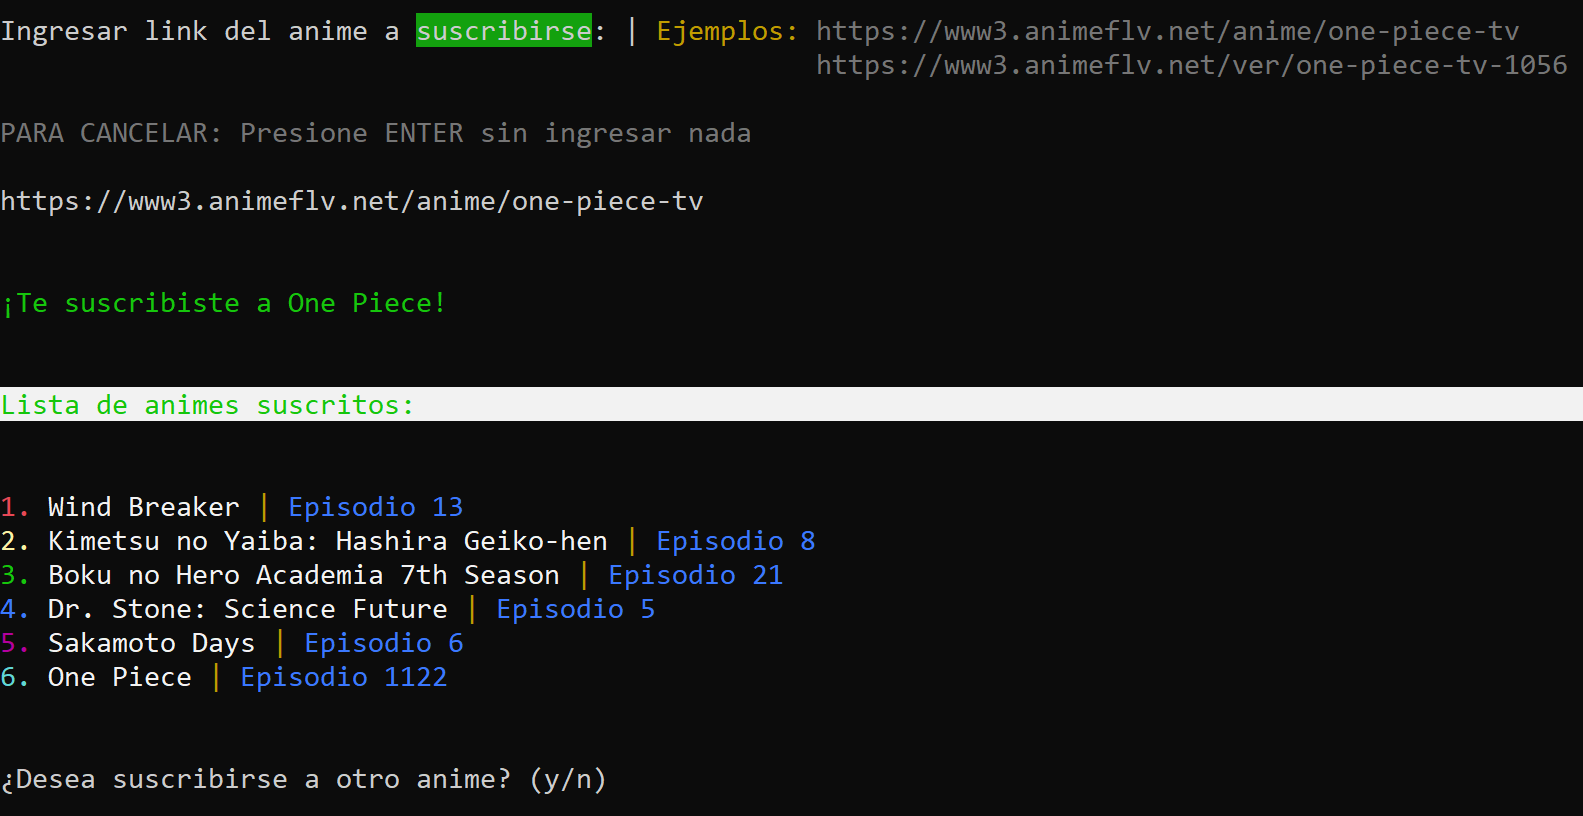 Ingresar link del anime a suscribirse: | Ejemplos: https://www3.animeflv.net/anime/one-piece-tv
https://www3.animeflv.net/ver/one-piece-tv-1056
PARA CANCELAR: Presione ENTER sin ingresar nada
https://www3.animeflv.net/anime/one-piece-tv
¡Te suscribiste a One Piece!
Lista de animes suscritos:
1. Wind Breaker | Episodio 13
2. Kimetsu no Yaiba: Hashira Geiko-hen | Episodio 8
3. Boku no Hero Academia 7th Season | Episodio 21
4. Dr. Stone: Science Future | Episodio 5
5. Sakamoto Days | Episodio 6
6. One Piece | Episodio 1122
¿Desea suscribirse a otro anime? (y/n)